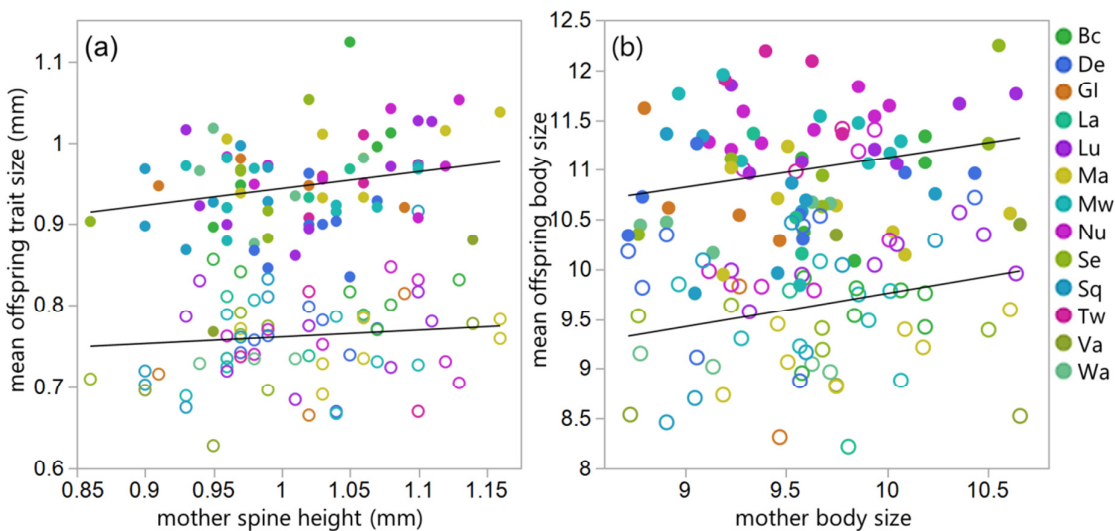 (a)
mean offspring trait size (mm)
1.1
1
0.9
0.8
0.7
0.6
0.85 0.9 0.95 1 1.05 1.1 1.15
mother spine height (mm)
(b)
mean offspring body size
12.5
12
11.5
11
10.5
10
9.5
9
8.5
8
9 9.5 10 10.5
mother body size
Bc
De
Gl
La
Lu
Ma
Mw
Nu
Se
Sq
Tw
Va
Wa